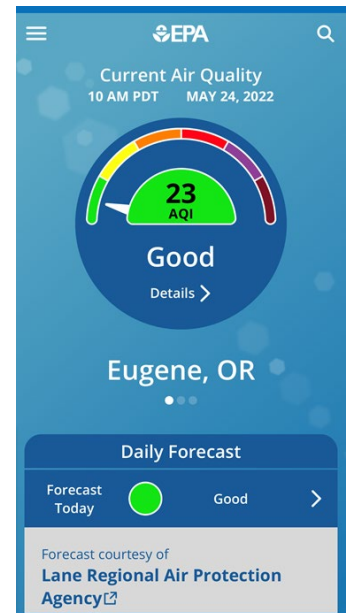 EPA
Current Air Quality
10 AM PDT MAY 24, 2022
23
AQI
Good
Details
Eugene, OR
Daily Forecast
Forecast
Today
Good
Forecast courtesy of
Lane Regional Air Protection
Agency